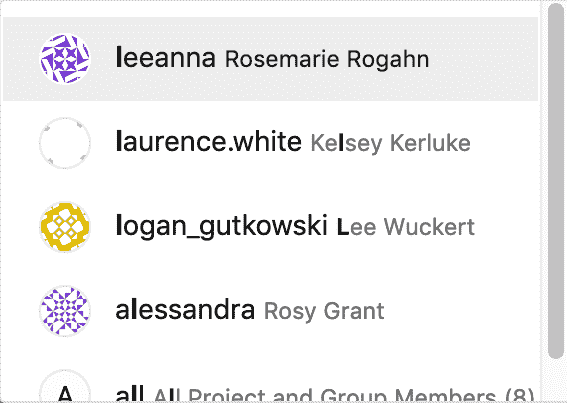 leeanna Rosemarie Rogahn
laurence.white Kelsey Kerluke
logan_gutkowski Lee Wuckert
alessandra Rosy Grant
A all All Project and Group Members (8)